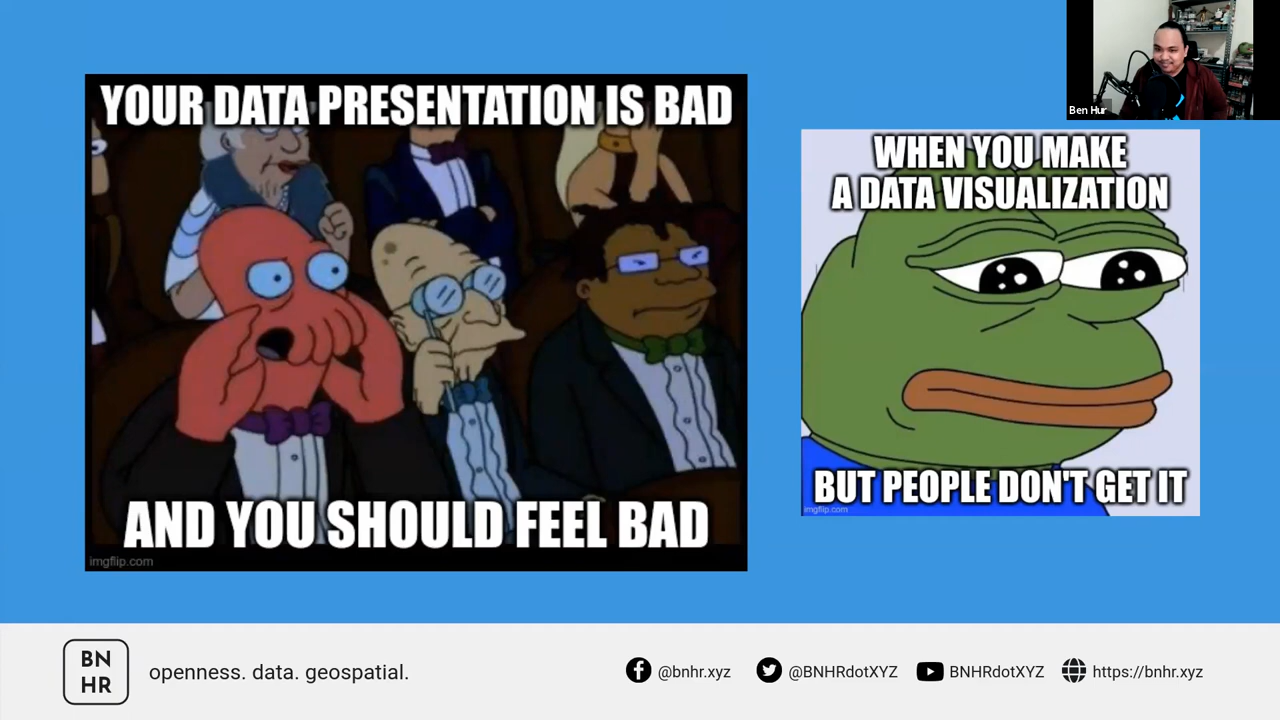 YOUR DATA PRESENTATION IS BAD
AND YOU SHOULD FEEL BAD
imgflip.com
Ben Hur
WHEN YOU MAKE
A DATA VISUALIZATION
BUT PEOPLE DON'T GET IT
imgflip.com
BN
HR
openness. data. geospatial.
@bnhr.xyz
@BNHRdotXYZ
BNHRdotXYZ
https://bnhr.xyz